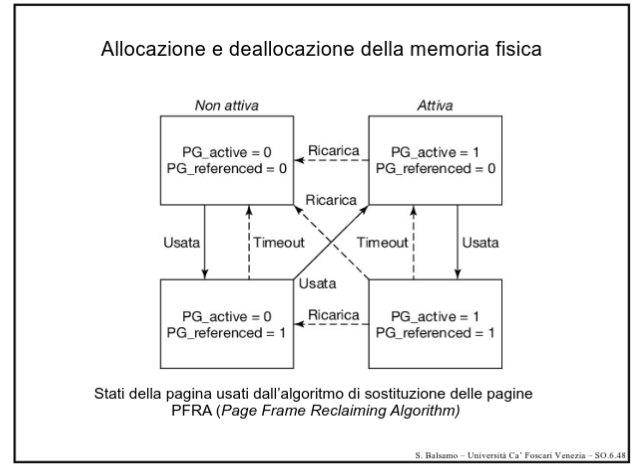 Allocazione e deallocazione della memoria fisica
Non attiva
Attiva
PG_active = 0
PG_referenced = 0
Ricarica
PG_active = 1
PG_referenced = 0
Ricarica
Usata
Timeout
Timeout
Usata
Usata
PG_active = 0
PG_referenced = 1
Ricarica
PG_active = 1
PG_referenced = 1
Stati della pagina usati dall'algoritmo di sostituzione delle pagine
PFRA (Page Frame Reclaiming Algorithm)
S. Balsamo – Università Ca' Foscari Venezia – SO.6.48